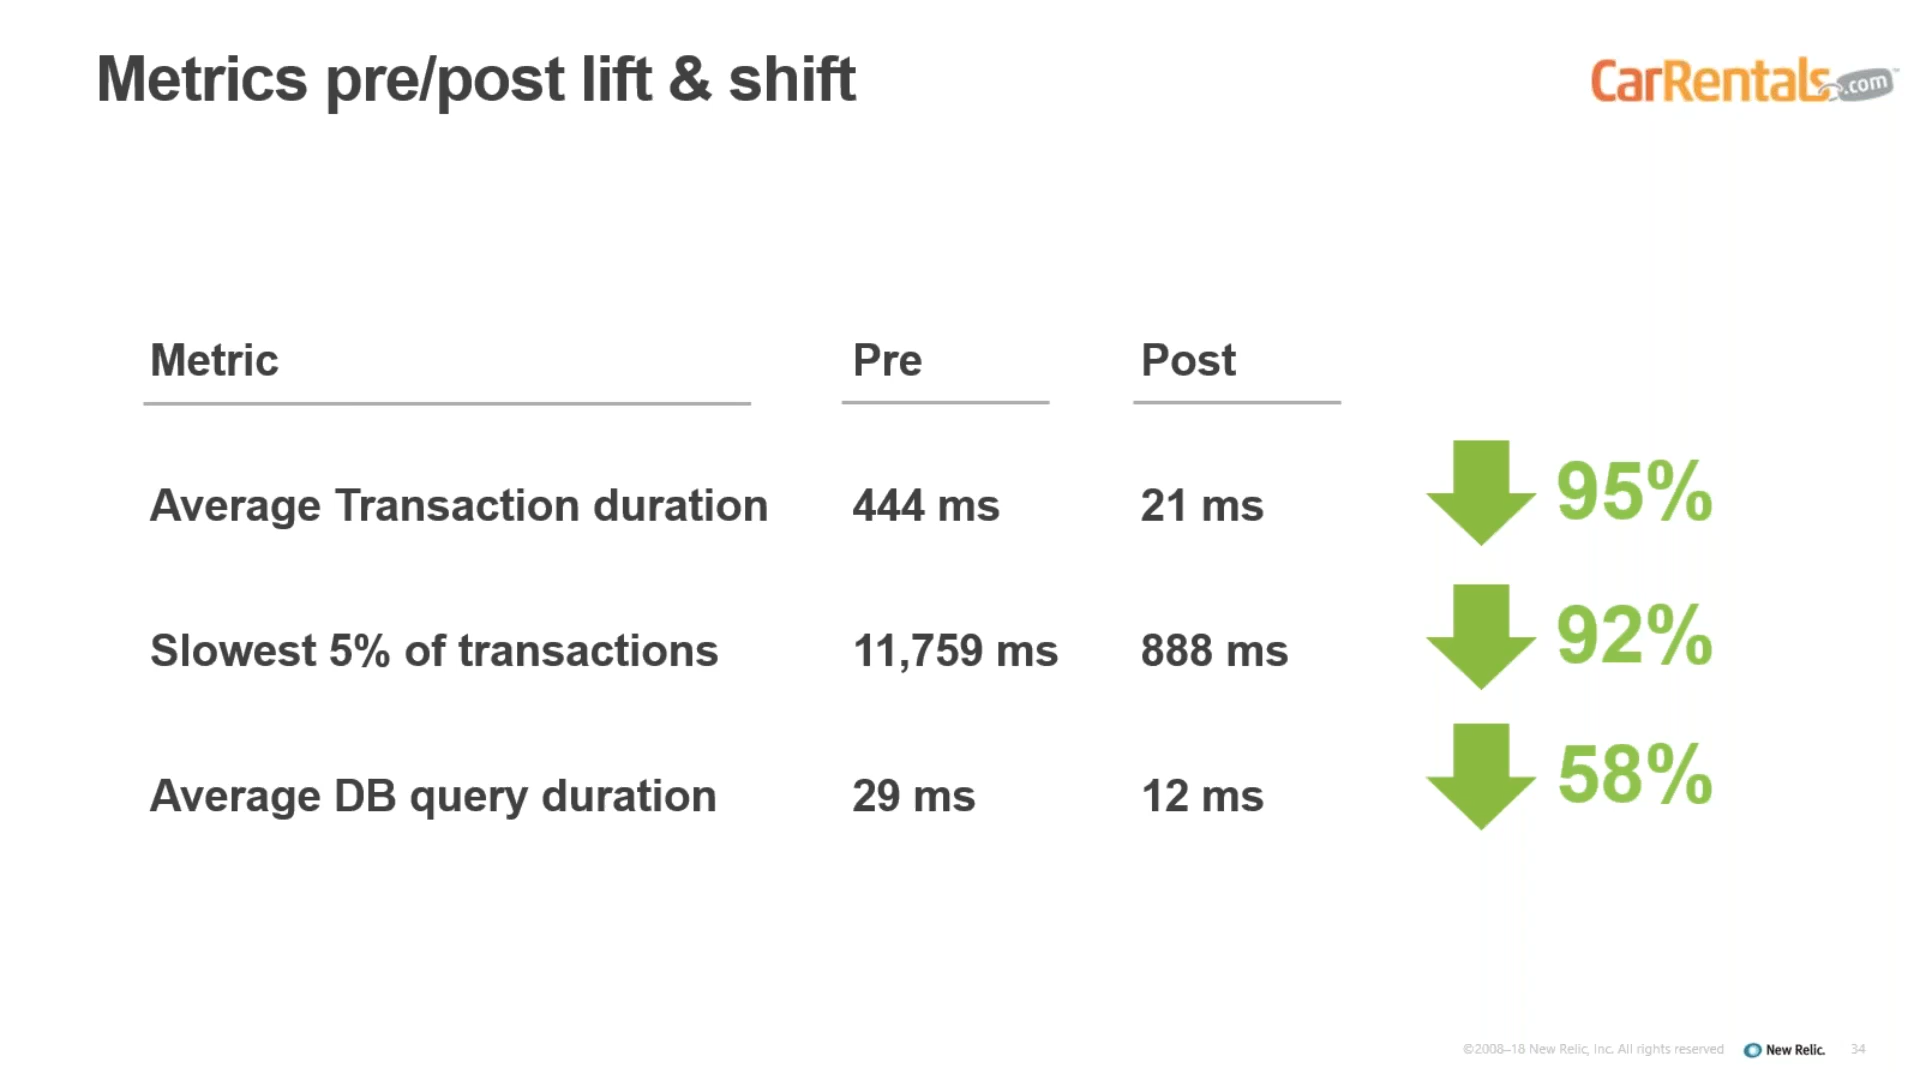 Metrics pre/post lift & shift
CarRentals.com™
Metric Pre Post
Average Transaction duration 444 ms 21 ms 95%
Slowest 5% of transactions 11,759 ms 888 ms 92%
Average DB query duration 29 ms 12 ms 58%
©2008–18 New Relic, Inc. All rights reserved New Relic. 34